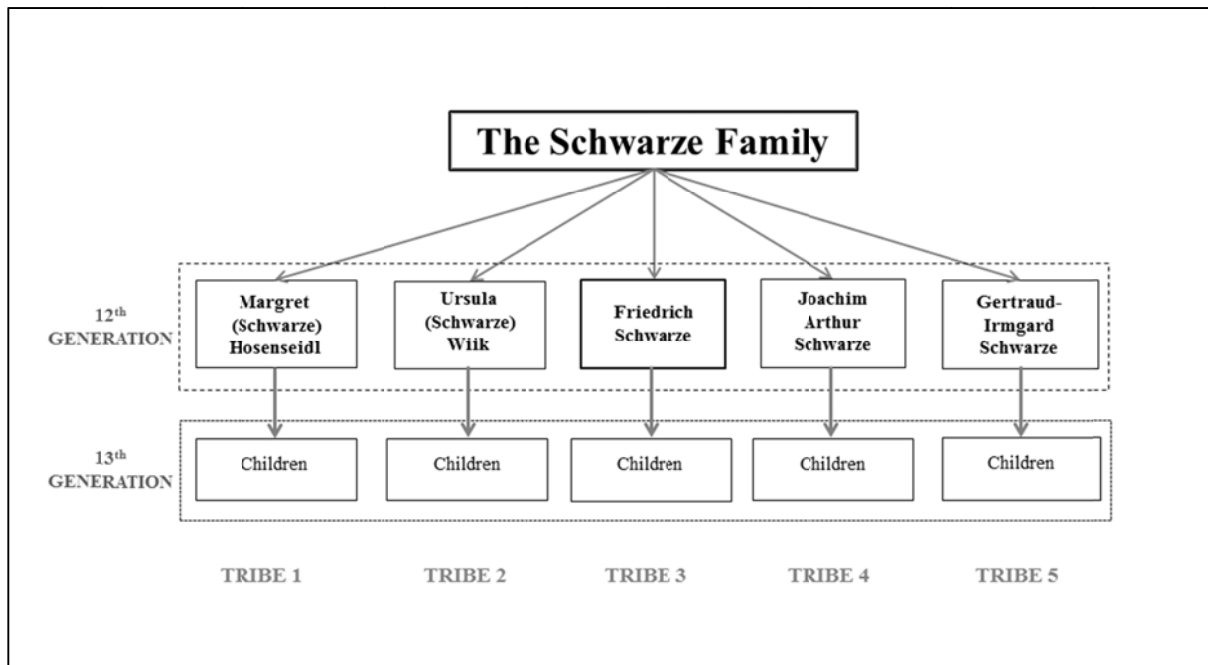 The Schwarze Family
12th
GENERATION
Margret
(Schwarze)
Hosenseidl
Ursula
(Schwarze)
Wiik
Friedrich
Schwarze
Joachim
Arthur
Schwarze
Gertraud-
Irmgard
Schwarze
13th
GENERATION
Children
Children
Children
Children
Children
TRIBE 1
TRIBE 2
TRIBE 3
TRIBE 4
TRIBE 5